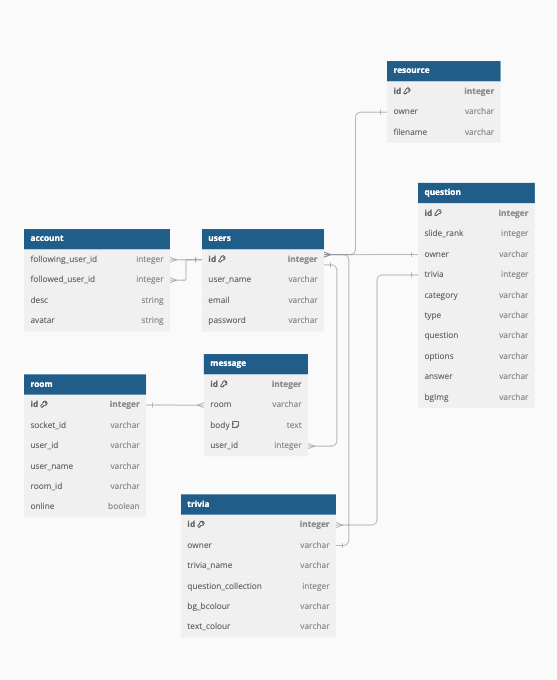 resource
id integer
owner varchar
filename varchar
question
id integer
slide_rank integer
owner varchar
trivia integer
category varchar
type varchar
question varchar
options varchar
answer varchar
bgImg varchar
account
following_user_id integer
followed_user_id integer
desc string
avatar string
users
id integer
user_name varchar
email varchar
password varchar
message
id integer
room varchar
body text
user_id integer
room
id integer
socket_id varchar
user_id varchar
user_name varchar
room_id varchar
online boolean
trivia
id integer
owner varchar
trivia_name varchar
question_collection integer
bg_bcolour varchar
text_colour varchar